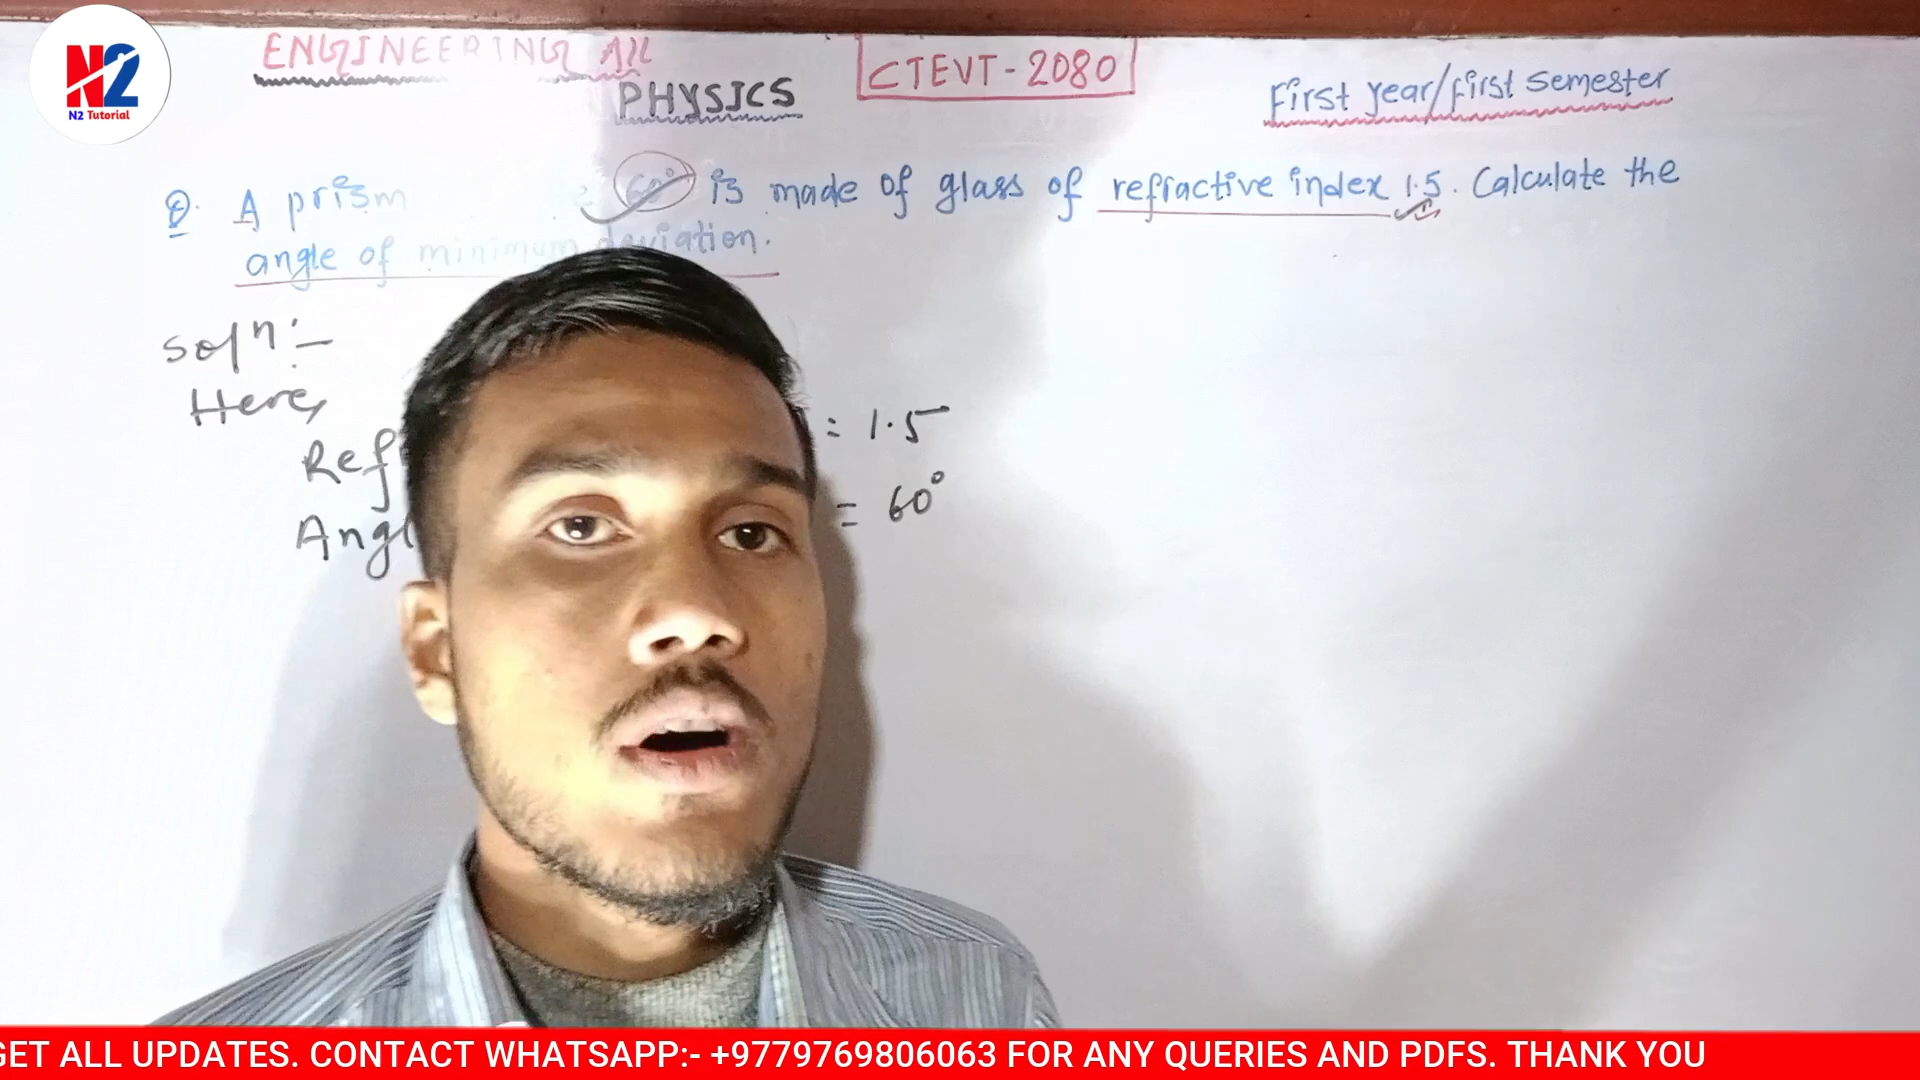 N2
N2 Tutorial
ENGINEERING All
PHYSICS
CTEVT-2080
First year/first semester
Q. A prism 60° is made of glass of refractive index 1.5. Calculate the
angle of minimum deviation.
Soln:-
Here,
Ref = 1.5
Angl = 60°
GET ALL UPDATES. CONTACT WHATSAPP:- +9779769806063 FOR ANY QUERIES AND PDFS. THANK YOU